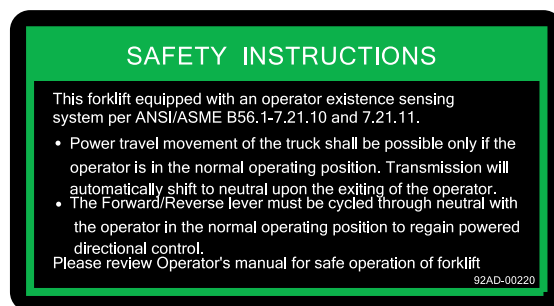 SAFETY INSTRUCTIONS
This forklift equipped with an operator existence sensing
system per ANSI/ASME B56.1-7.21.10 and 7.21.11.
• Power travel movement of the truck shall be possible only if the
operator is in the normal operating position. Transmission will
automatically shift to neutral upon the exiting of the operator.
• The Forward/Reverse lever must be cycled through neutral with
the operator in the normal operating position to regain powered
directional control.
Please review Operator's manual for safe operation of forklift
92AD-00220